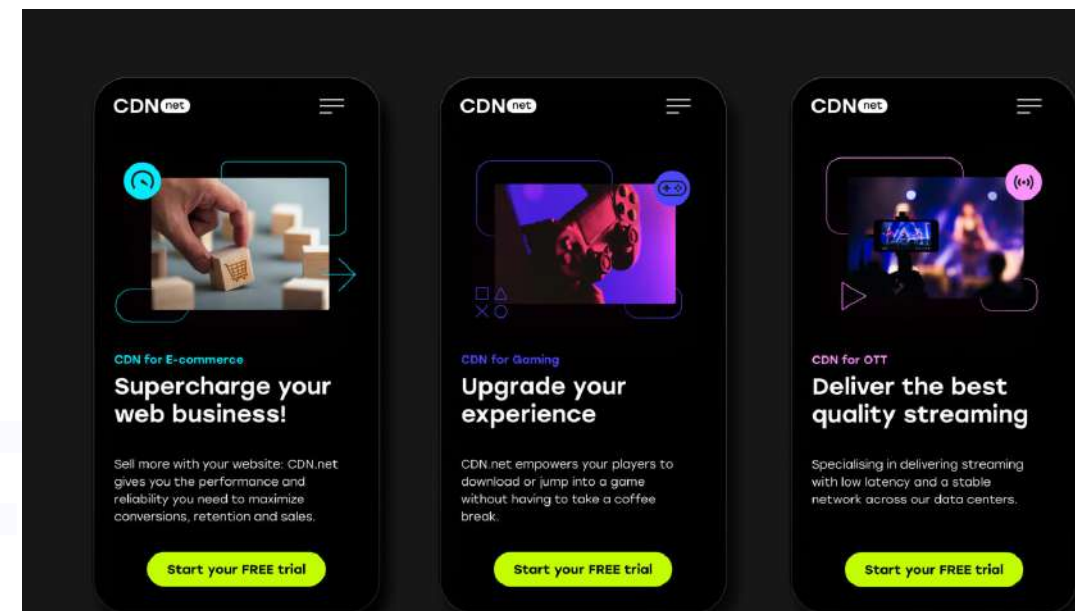 CDN net
CDN for E-commerce
Supercharge your
web business!
Sell more with your website: CDN.net
gives you the performance and
reliability you need to maximize
conversions, retention and sales.
Start your FREE trial
CDN net
CDN for Gaming
Upgrade your
experience
CDN.net empowers your players to
download or jump into a game
without having to take a coffee
break.
Start your FREE trial
CDN net
CDN for OTT
Deliver the best
quality streaming
Specialising in delivering streaming
with low latency and a stable
network across our data centers.
Start your FREE trial